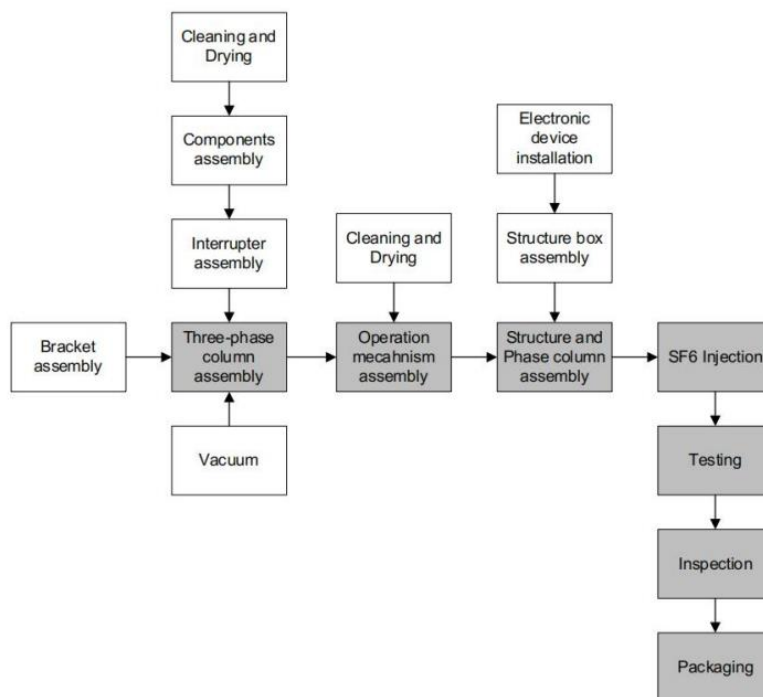 Cleaning and
Drying
Components
assembly
Electronic
device
installation
Interrupter
assembly
Cleaning and
Drying
Structure box
assembly
Bracket
assembly
Three-phase
column
assembly
Operation
mecahnism
assembly
Structure and
Phase column
assembly
SF6 Injection
Vacuum
Testing
Inspection
Packaging